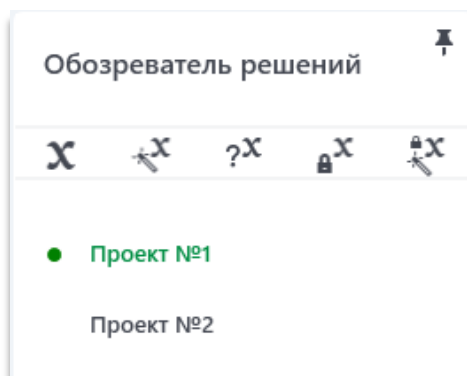 Обозреватель решений
x x ?x x x
Проект №1
Проект №2